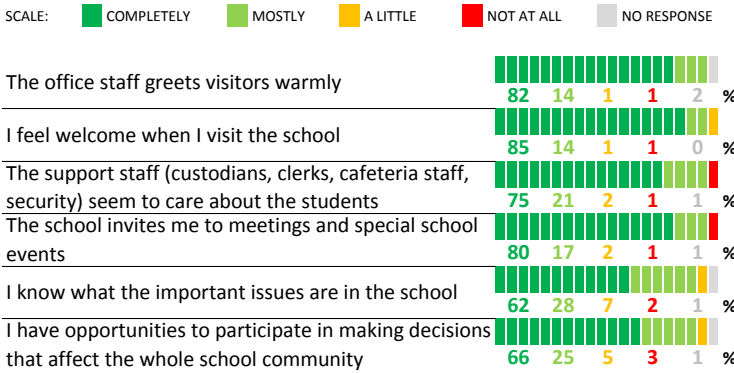 SCALE: COMPLETELY MOSTLY A LITTLE NOT AT ALL NO RESPONSE
The office staff greets visitors warmly
82 14 1 1 2 %
I feel welcome when I visit the school
85 14 1 1 0 %
The support staff (custodians, clerks, cafeteria staff,
security) seem to care about the students
75 21 2 1 1 %
The school invites me to meetings and special school
events
80 17 2 1 1 %
I know what the important issues are in the school
62 28 7 2 1 %
I have opportunities to participate in making decisions
that affect the whole school community
66 25 5 3 1 %